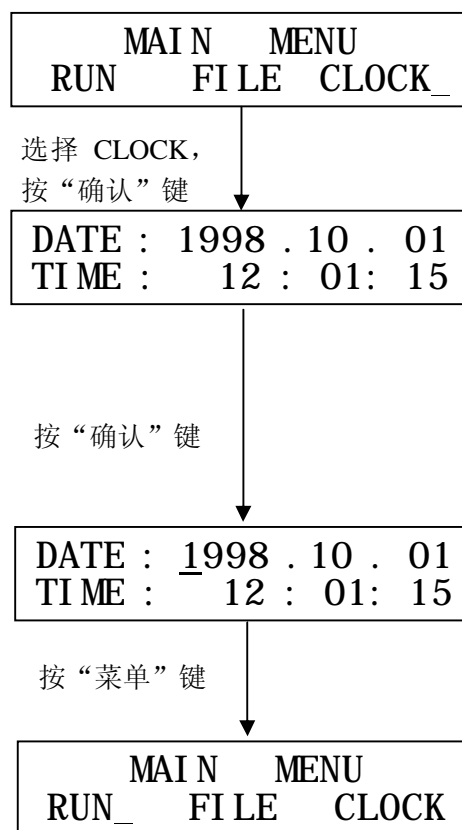 MAIN MENU
RUN FILE CLOCK_
选择 CLOCK，
按“确认”键
DATE : 1998 . 10 . 01
TIME : 12 : 01: 15
按“确认”键
DATE : 1998 . 10 . 01
TIME : 12 : 01: 15
按“菜单”键
MAIN MENU
RUN_ FILE CLOCK